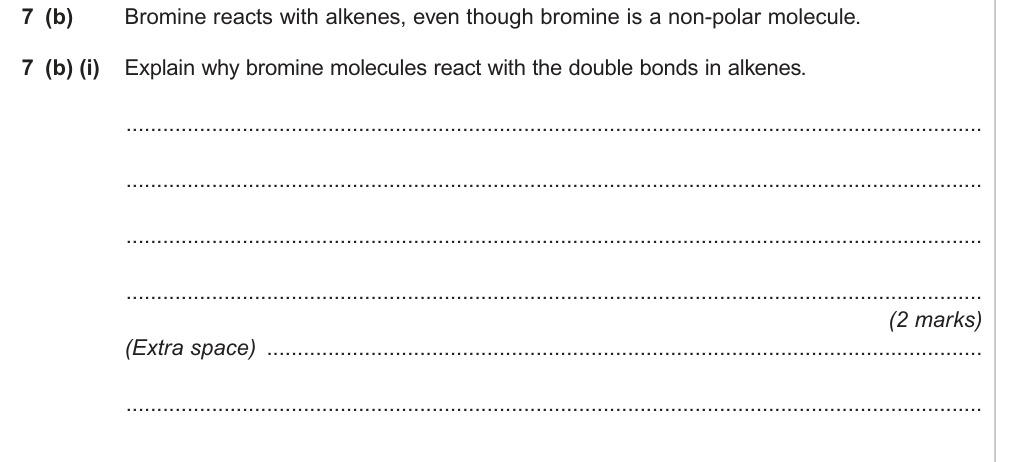 7 (b) Bromine reacts with alkenes, even though bromine is a non-polar molecule.
7 (b) (i) Explain why bromine molecules react with the double bonds in alkenes.
(2 marks)
(Extra space)